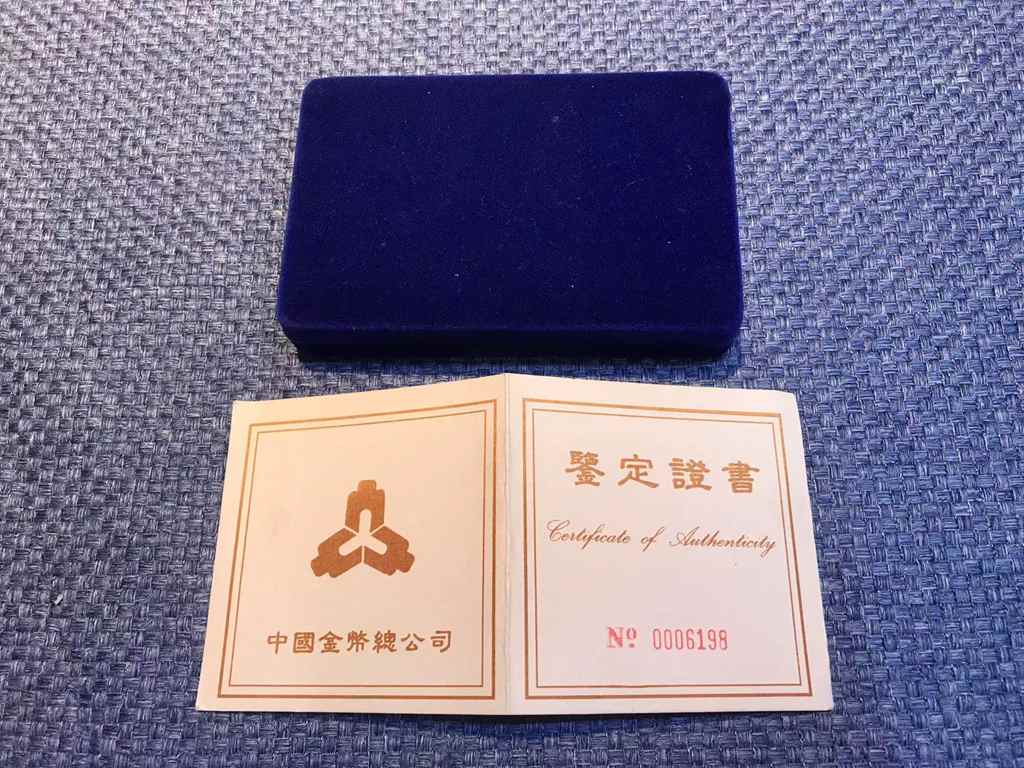 中國金幣總公司
鑒定證書
Certificate of Authenticity
Nº 0006198